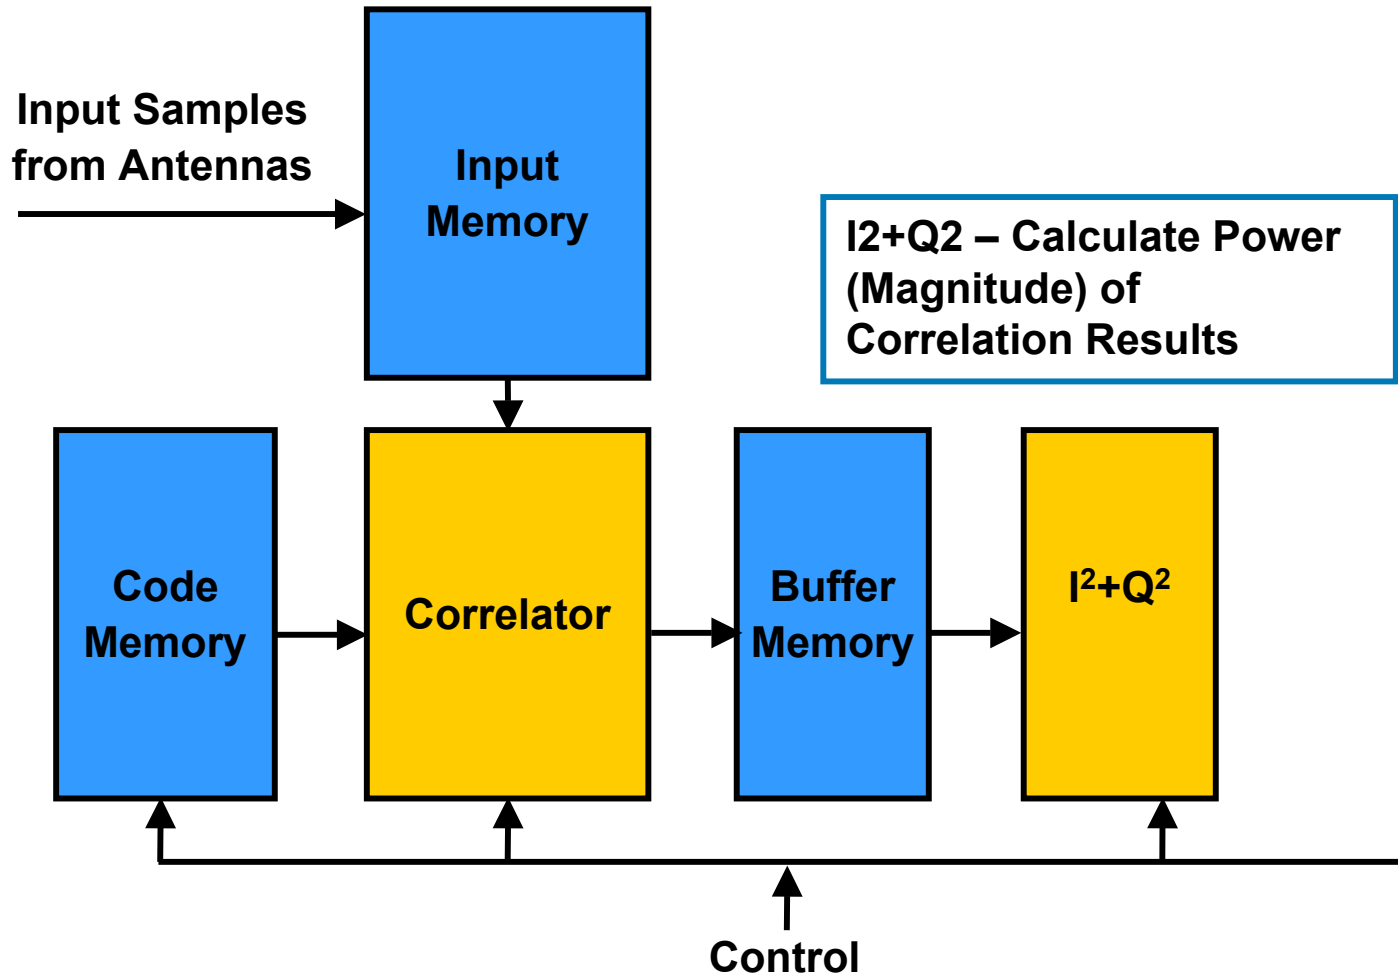 Input Samples
from Antennas
Input
Memory
I2+Q2 – Calculate Power
(Magnitude) of
Correlation Results
Code
Memory
Correlator
Buffer
Memory
I²+Q²
Control